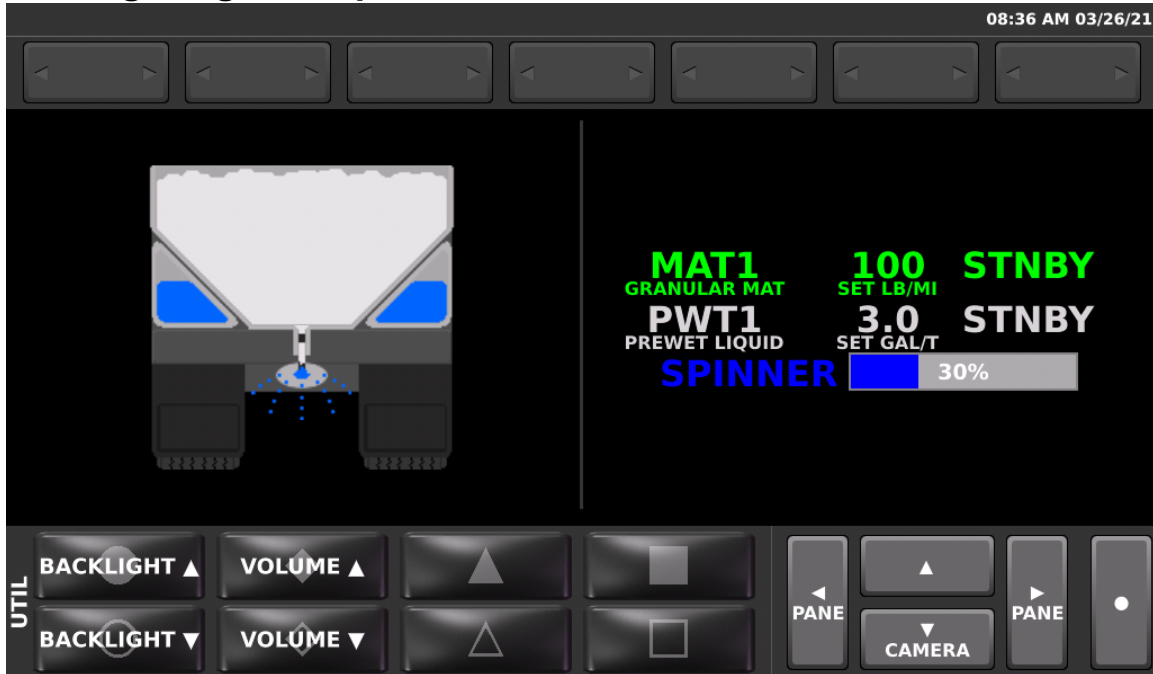 08:36 AM 03/26/21
MAT1 100 STNBY
GRANULAR MAT SET LB/MI
PWT1 3.0 STNBY
PREWET LIQUID SET GAL/T
SPINNER 30%
UTIL
BACKLIGHT ▲ VOLUME ▲
BACKLIGHT ▼ VOLUME ▼
◀ PANE
▲
▼ CAMERA
▶ PANE